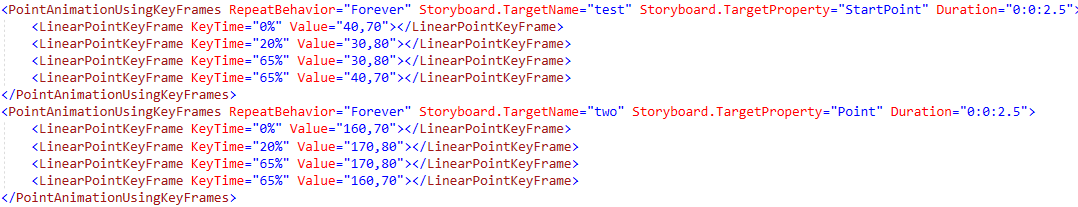 <PointAnimationUsingKeyFrames RepeatBehavior="Forever" Storyboard.TargetName="test" Storyboard.TargetProperty="StartPoint" Duration="0:0:2.5">
<LinearPointKeyFrame KeyTime="0%" Value="40,70"></LinearPointKeyFrame>
<LinearPointKeyFrame KeyTime="20%" Value="30,80"></LinearPointKeyFrame>
<LinearPointKeyFrame KeyTime="65%" Value="30,80"></LinearPointKeyFrame>
<LinearPointKeyFrame KeyTime="65%" Value="40,70"></LinearPointKeyFrame>
</PointAnimationUsingKeyFrames>
<PointAnimationUsingKeyFrames RepeatBehavior="Forever" Storyboard.TargetName="two" Storyboard.TargetProperty="Point" Duration="0:0:2.5">
<LinearPointKeyFrame KeyTime="0%" Value="160,70"></LinearPointKeyFrame>
<LinearPointKeyFrame KeyTime="20%" Value="170,80"></LinearPointKeyFrame>
<LinearPointKeyFrame KeyTime="65%" Value="170,80"></LinearPointKeyFrame>
<LinearPointKeyFrame KeyTime="65%" Value="160,70"></LinearPointKeyFrame>
</PointAnimationUsingKeyFrames>